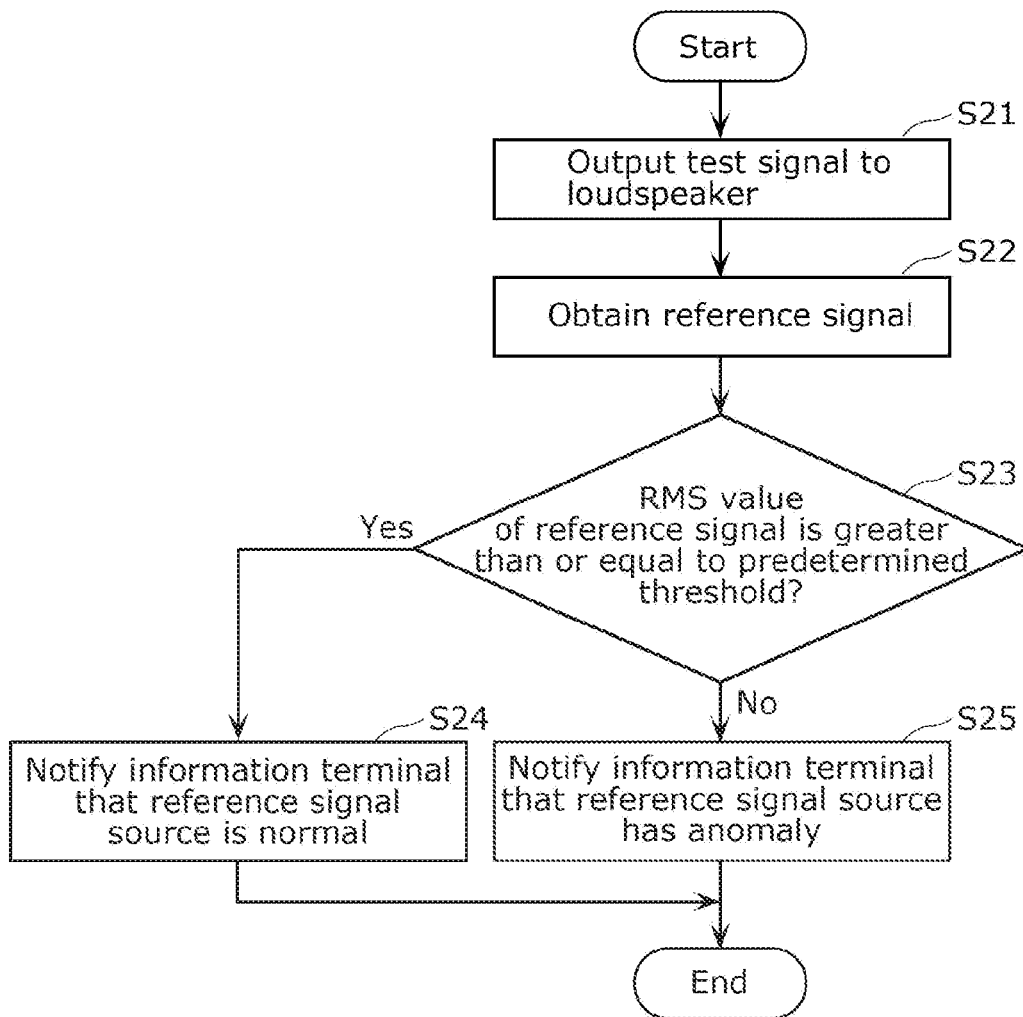 Start
S21
Output test signal to
loudspeaker
S22
Obtain reference signal
S23
RMS value
of reference signal is greater
than or equal to predetermined
threshold?
Yes
No
S24
Notify information terminal
that reference signal
source is normal
S25
Notify information terminal
that reference signal source
has anomaly
End